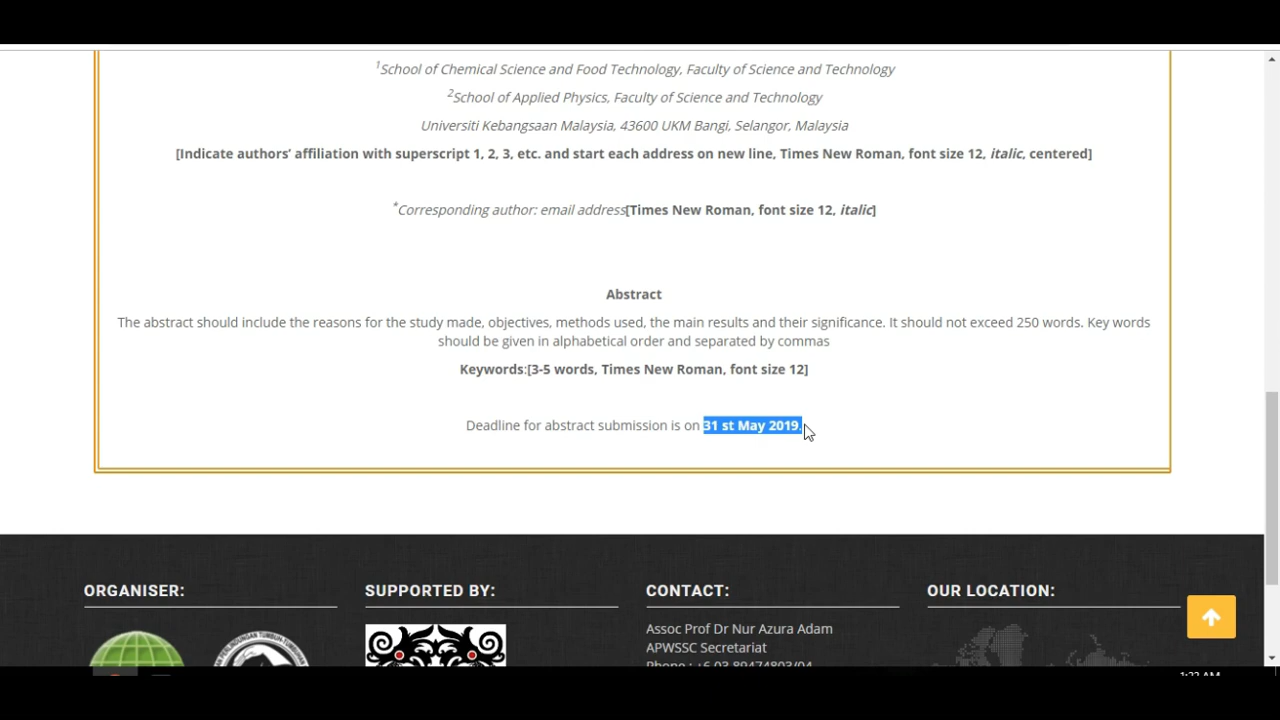 1School of Chemical Science and Food Technology, Faculty of Science and Technology
2School of Applied Physics, Faculty of Science and Technology
Universiti Kebangsaan Malaysia, 43600 UKM Bangi, Selangor, Malaysia
[Indicate authors’ affiliation with superscript 1, 2, 3, etc. and start each address on new line, Times New Roman, font size 12, italic, centered]
*Corresponding author: email address[Times New Roman, font size 12, italic]
Abstract
The abstract should include the reasons for the study made, objectives, methods used, the main results and their significance. It should not exceed 250 words. Key words
should be given in alphabetical order and separated by commas
Keywords:[3-5 words, Times New Roman, font size 12]
Deadline for abstract submission is on 31 st May 2019.
ORGANISER:
SUPPORTED BY:
CONTACT:
OUR LOCATION:
Assoc Prof Dr Nur Azura Adam
APWSSC Secretariat
Phone : +6 03 89474803/04